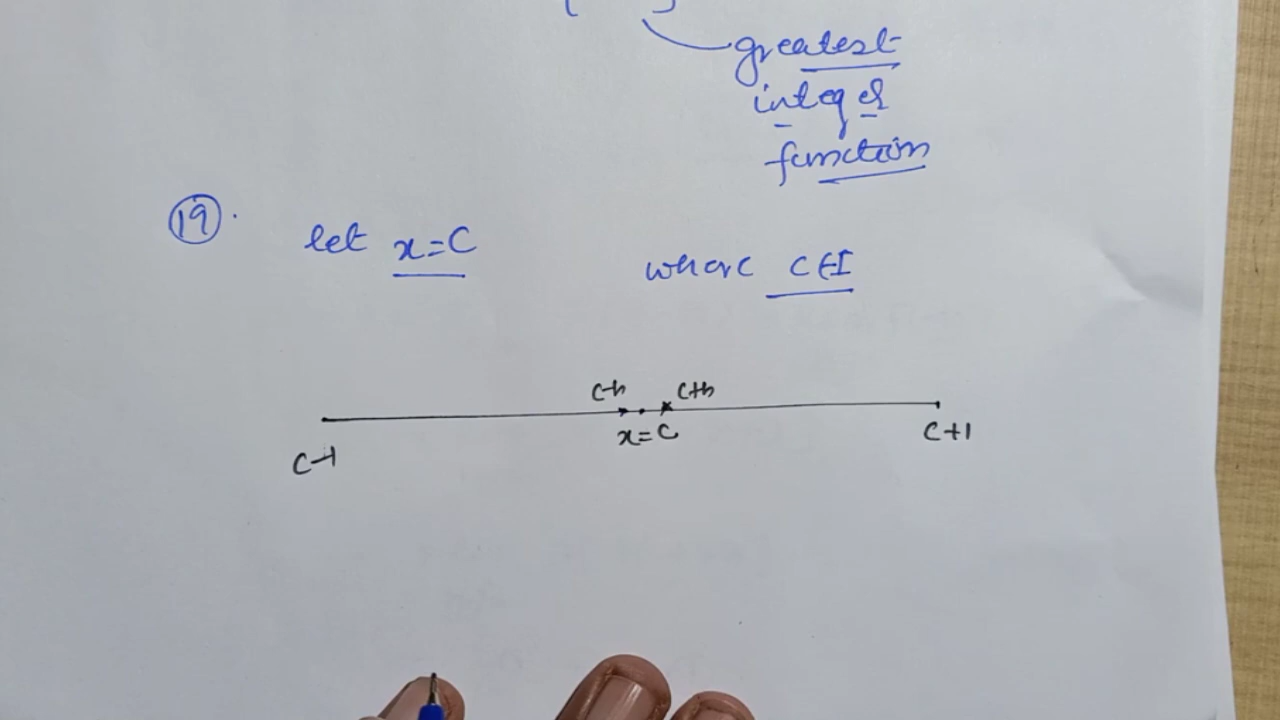 greatest
integer
function
19.
let x=C where C∈I
C-h C+h
x=C
C-1 C+1